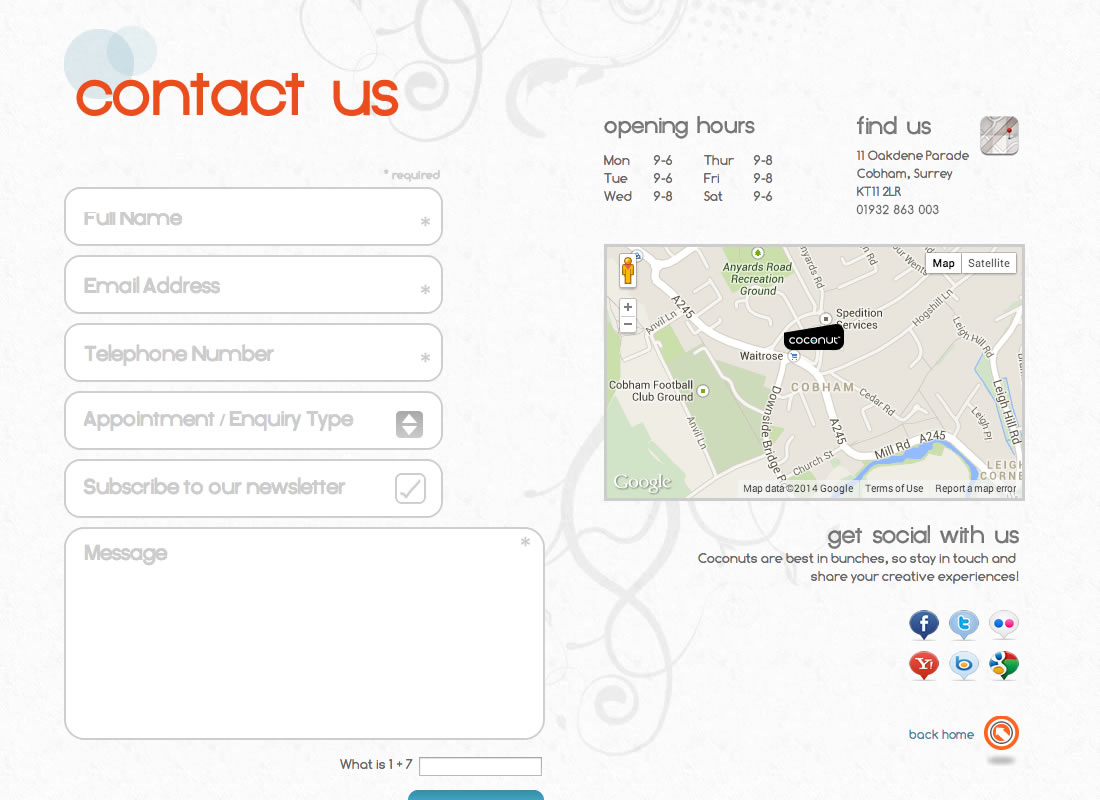 contact us
* required
Full Name *
Email Address *
Telephone Number *
Appointment / Enquiry Type
Subscribe to our newsletter
Message *
What is 1 + 7
opening hours
Mon 9-6 Thur 9-8
Tue 9-6 Fri 9-8
Wed 9-8 Sat 9-6
find us
11 Oakdene Parade
Cobham, Surrey
KT11 2LR
01932 863 003
Map Satellite
+
−
Anyards Road
Recreation
Ground
Anyards Rd
A245
Anvil Ln
Hogshill Ln
Spedition
Services
Leigh Hill Rd
coconut
Waitrose
Cobham Football
Club Ground
COBHAM
Cedar Rd
Leigh Hill Rd
Anvil Ln
Downside Bridge Rd
A245
Leigh Pl
Mill Rd
A245
Church St
LEIGH
CORNE
Google
Map data ©2014 Google Terms of Use Report a map error
get social with us
Coconuts are best in bunches, so stay in touch and
share your creative experiences!
f t
Y! b g
back home